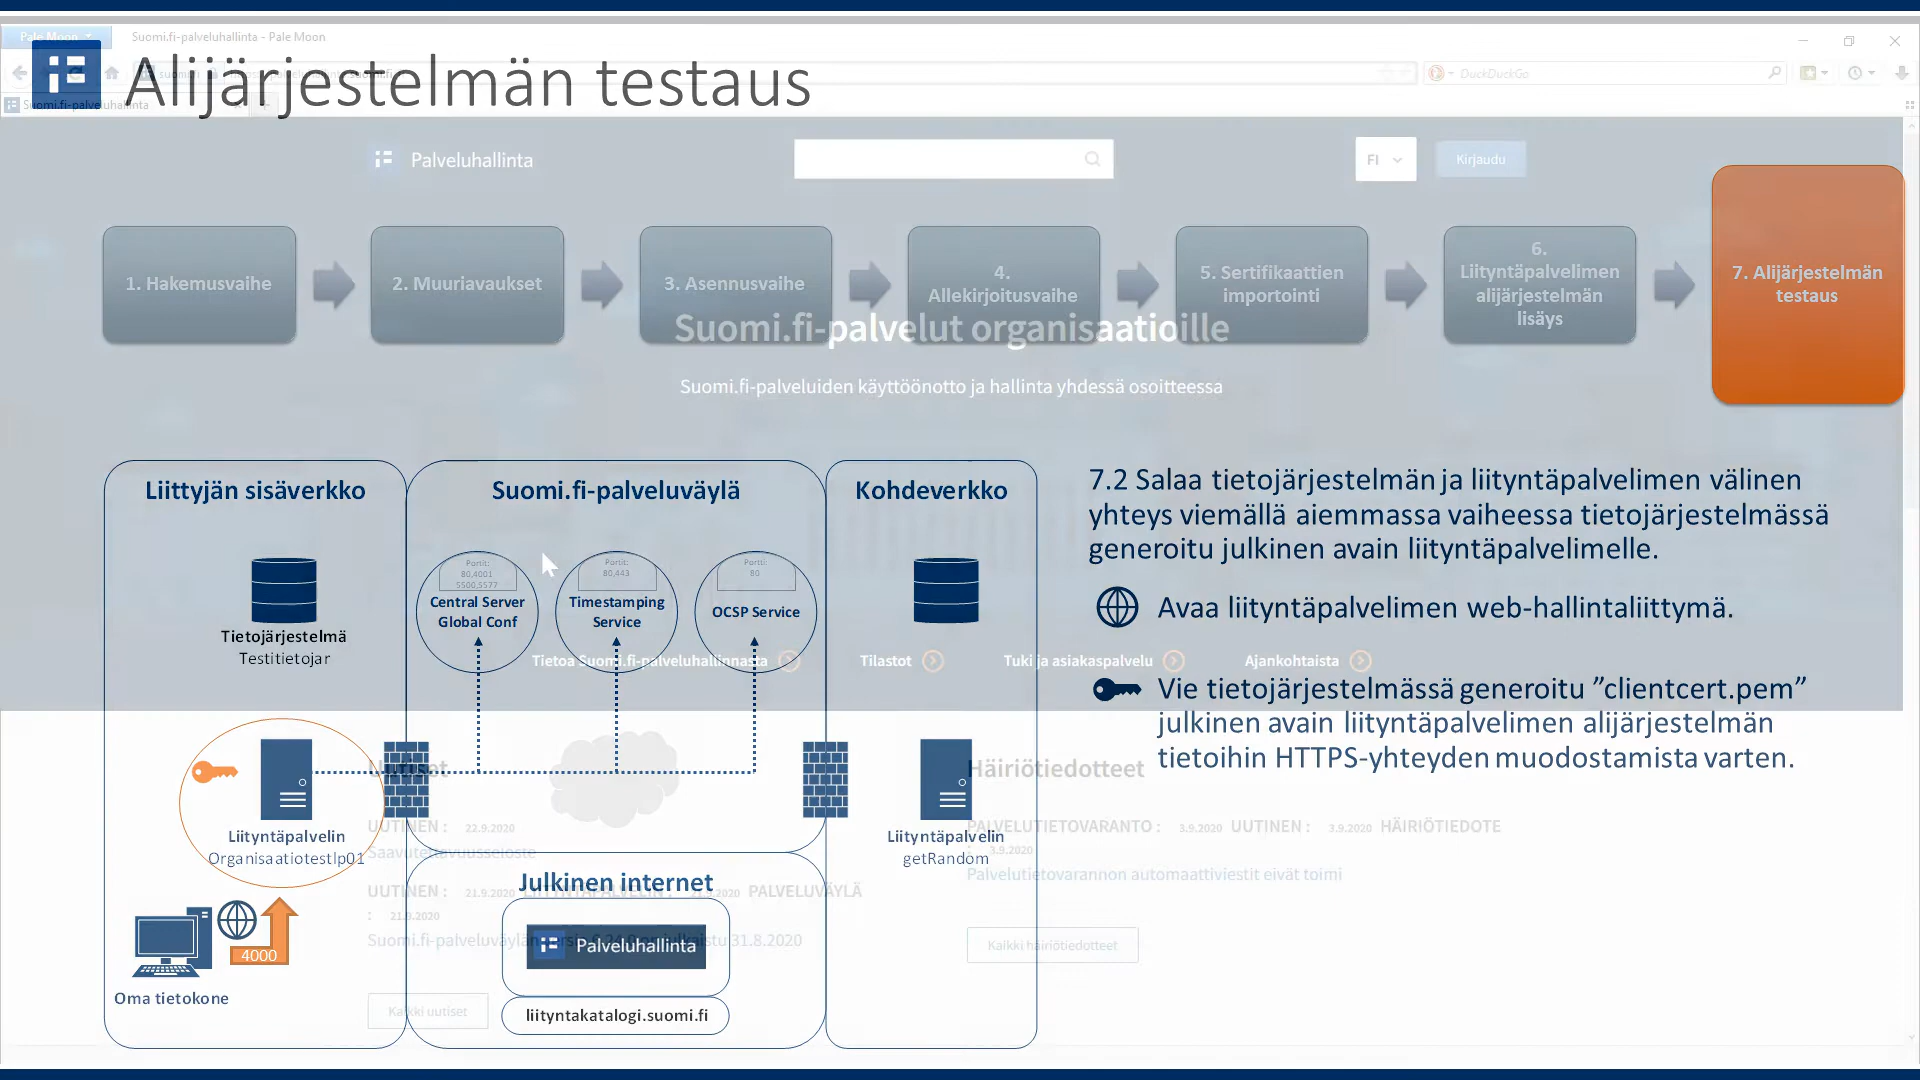 Pale Moon
Suomi.fi-palveluhallinta - Pale Moon
Alijärjestelmän testaus
DuckDuckGo
Suomi.fi-palveluhallinta
Palveluhallinta
FI
Kirjaudu
1. Hakemusvaihe
2. Muuriavaukset
3. Asennusvaihe
4.
Allekirjoitusvaihe
5. Sertifikaattien
importointi
6.
Liityntäpalvelimen
alijärjestelmän
lisäys
7. Alijärjestelmän
testaus
Suomi.fi-palvelut organisaatioille
Suomi.fi-palveluiden käyttöönotto ja hallinta yhdessä osoitteessa
Liittyjän sisäverkko
Suomi.fi-palveluväylä
Kohdeverkko
7.2 Salaa tietojärjestelmän ja liityntäpalvelimen välinen
yhteys viemällä aiemmassa vaiheessa tietojärjestelmässä
generoitu julkinen avain liityntäpalvelimelle.
Portit:
80,4001
5500,5577
Central Server
Global Conf
Portit:
80,443
Timestamping
Service
Portti:
80
OCSP Service
Tietojärjestelmä
Testitietojar
Avaa liityntäpalvelimen web-hallintaliittymä.
Tietoa Suomi.fi-palveluhallinnasta
Tilastot
Tuki ja asiakaspalvelu
Ajankohtaista
Vie tietojärjestelmässä generoitu ”clientcert.pem”
julkinen avain liityntäpalvelimen alijärjestelmän
tietoihin HTTPS-yhteyden muodostamista varten.
Uutiset
Häiriötiedotteet
Liityntäpalvelin
Organisaatiotestlp01
Liityntäpalvelin
getRandom
UUTINEN : 22.9.2020
Saavutettavuusseloste
PALVELUTIETOVARANTO : 3.9.2020 UUTINEN : 3.9.2020 HÄIRIÖTIEDOTE
: 3.9.2020
Palvelutietovarannon automaattiviestit eivät toimi
Julkinen internet
UUTINEN : 21.9.2020 LIITYNTÄPALVELIN : 21.9.2020 PALVELUVÄYLÄ
: 21.9.2020
Suomi.fi-palveluväylän julkaistu 31.8.2020
Palveluhallinta
Kaikki häiriötiedotteet
4000
Oma tietokone
Kaikki uutiset
liityntakatalogi.suomi.fi